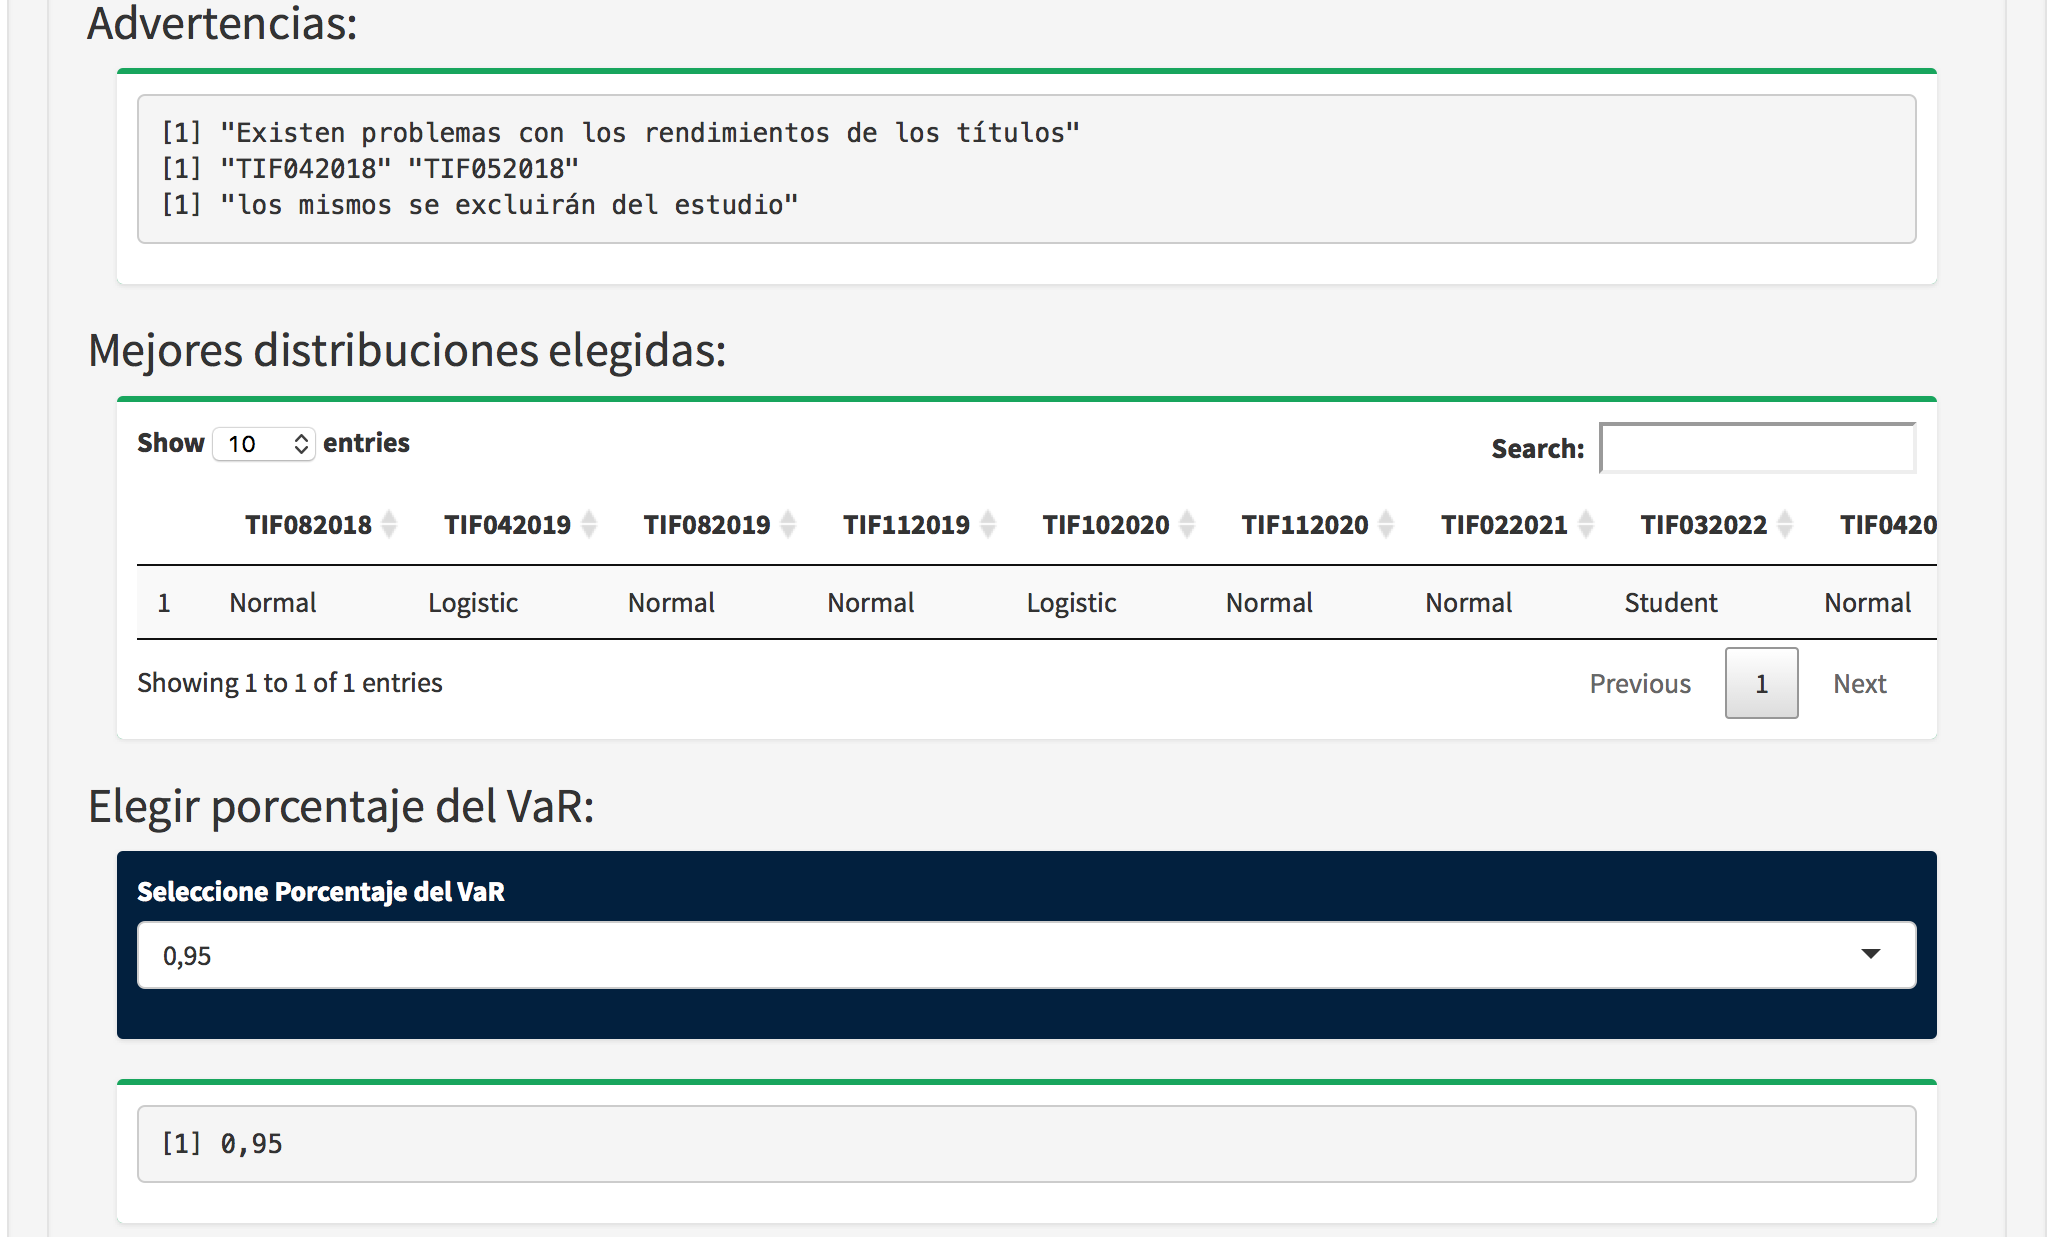 Advertencias:
[1] "Existen problemas con los rendimientos de los títulos"
[1] "TIF042018" "TIF052018"
[1] "los mismos se excluirán del estudio"
Mejores distribuciones elegidas:
Show 10 entries Search:
TIF082018 TIF042019 TIF082019 TIF112019 TIF102020 TIF112020 TIF022021 TIF032022 TIF0420
1 Normal Logistic Normal Normal Logistic Normal Normal Student Normal
Showing 1 to 1 of 1 entries Previous 1 Next
Elegir porcentaje del VaR:
Seleccione Porcentaje del VaR
0,95
[1] 0,95